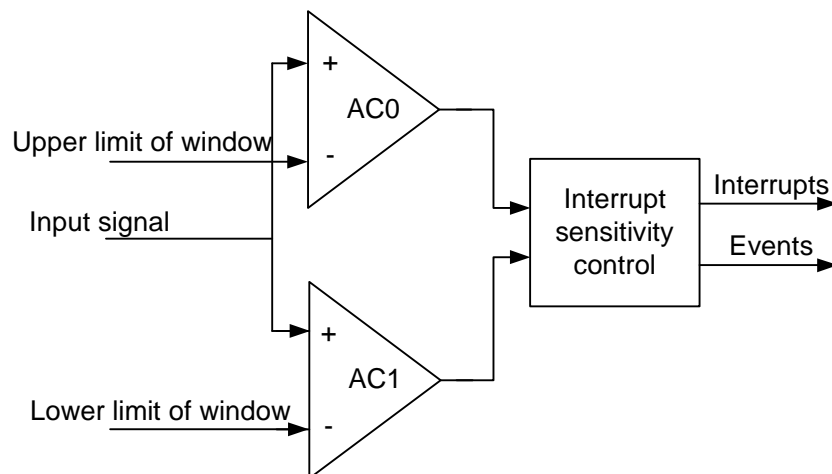 +
AC0
Upper limit of window
-
Input signal
Interrupt
sensitivity
control
Interrupts
Events
+
AC1
Lower limit of window
-